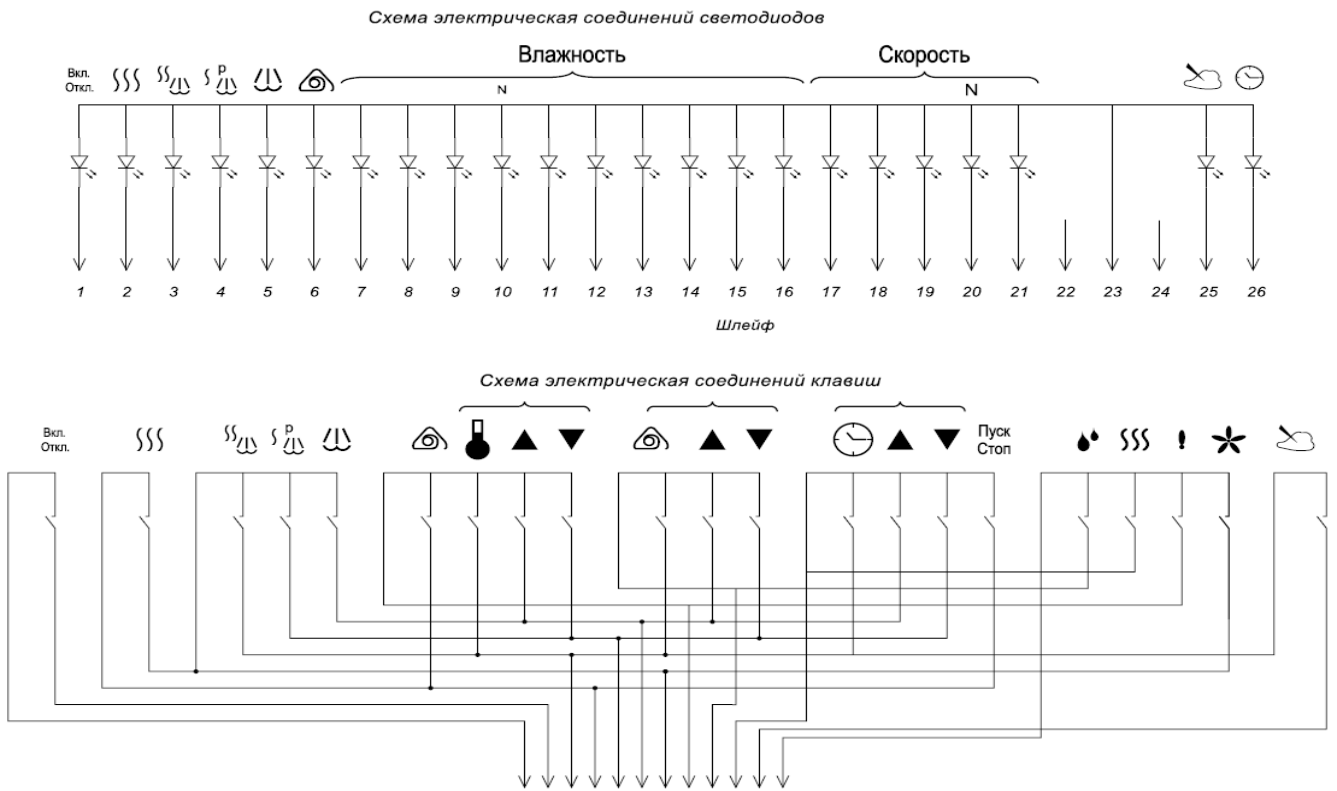 Схема электрическая соединений светодиодов
Влажность
Скорость
Вкл.
Откл.
P
N
N
1 2 3 4 5 6 7 8 9 10 11 12 13 14 15 16 17 18 19 20 21 22 23 24 25 26
Шлейф
Схема электрическая соединений клавиш
Вкл.
Откл.
P
Пуск
Стоп